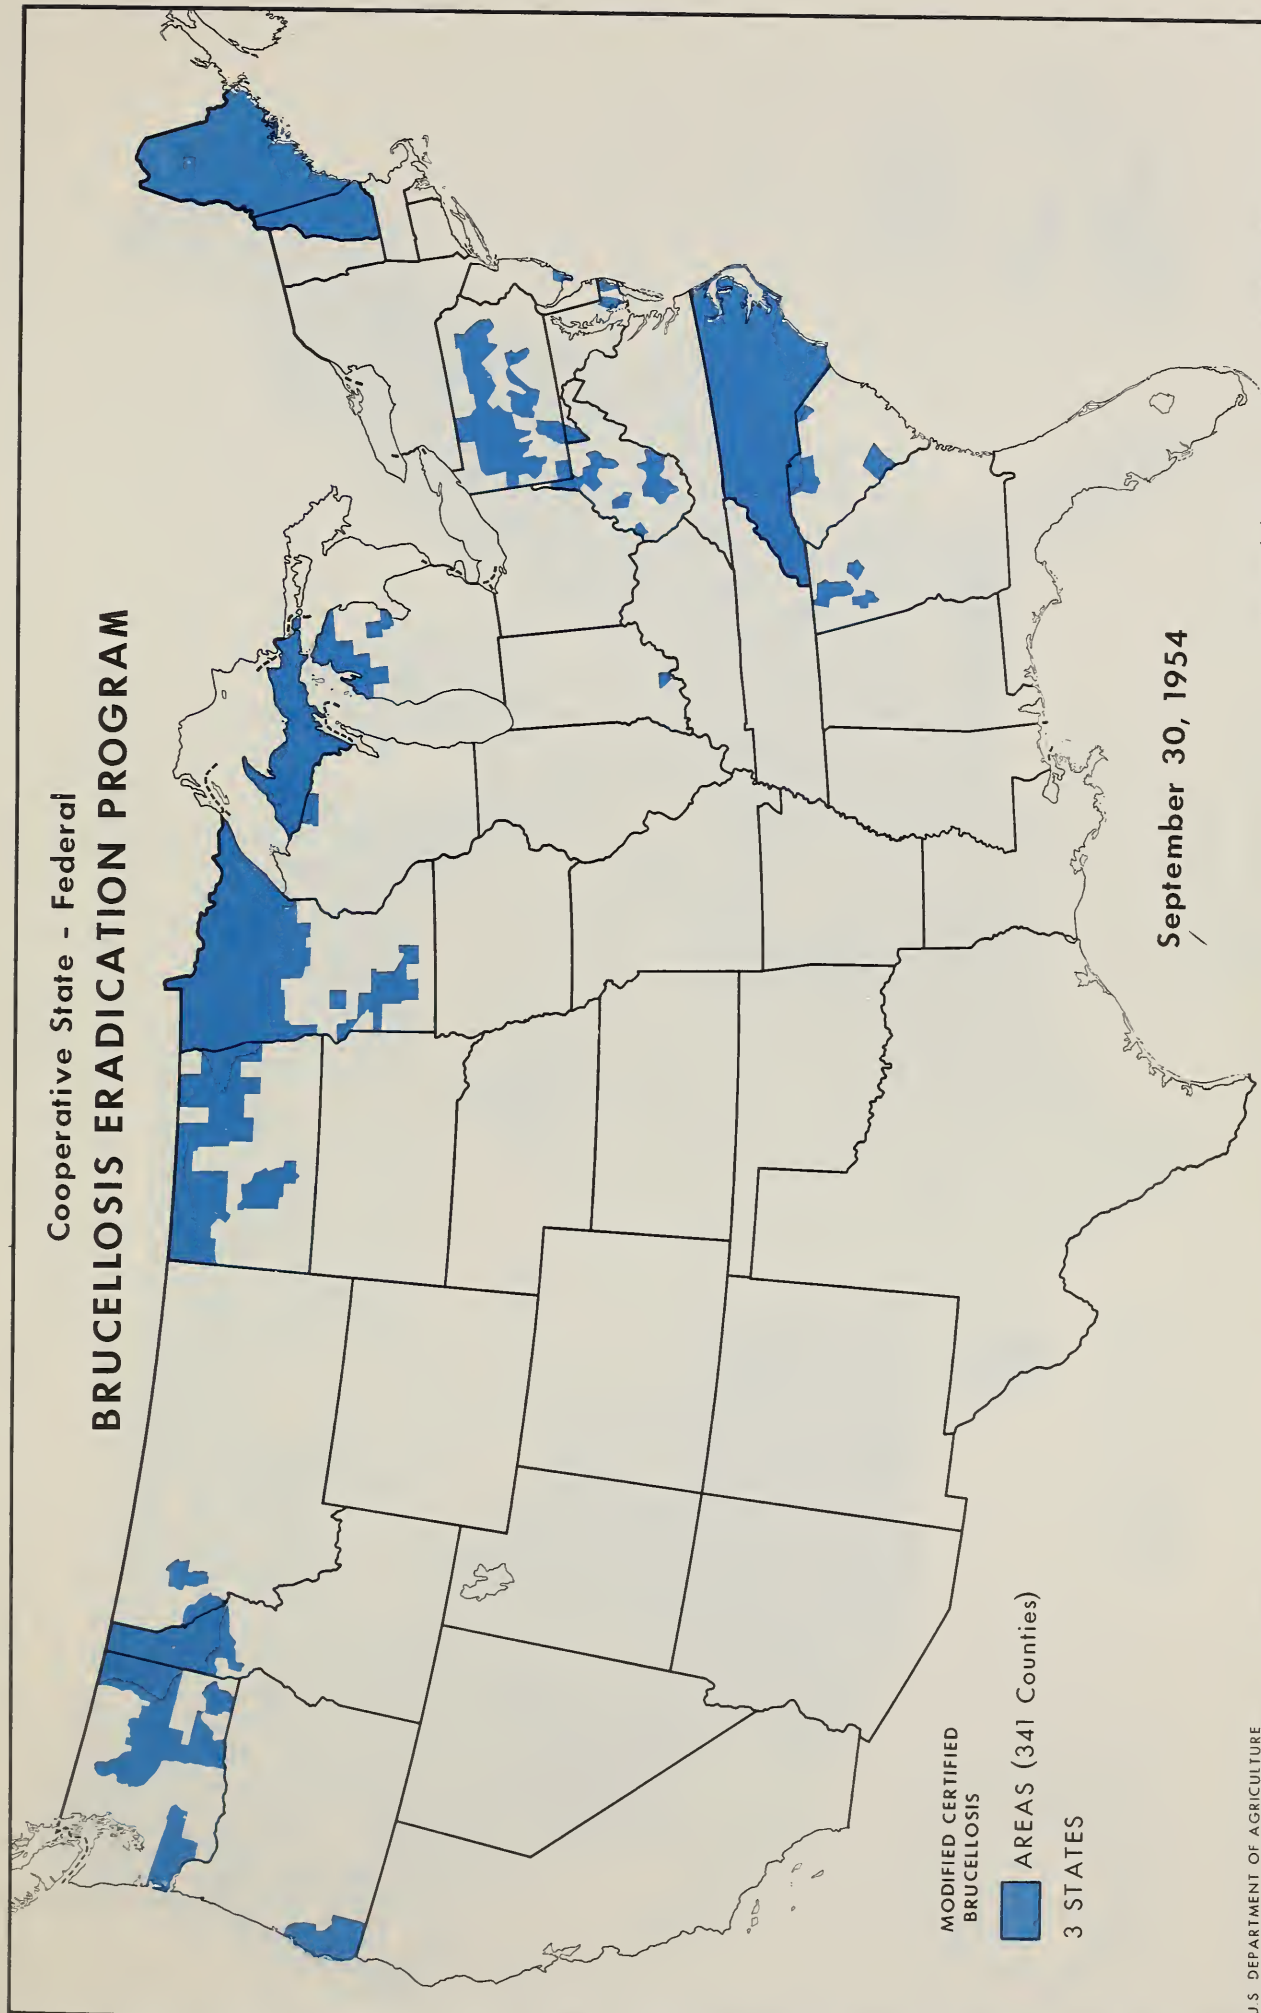 Cooperative State - Federal
BRUCELLOSIS ERADICATION PROGRAM
September 30, 1954
MODIFIED CERTIFIED
BRUCELLOSIS
AREAS (341 Counties)
3 STATES
U.S DEPARTMENT OF AGRICULTURE